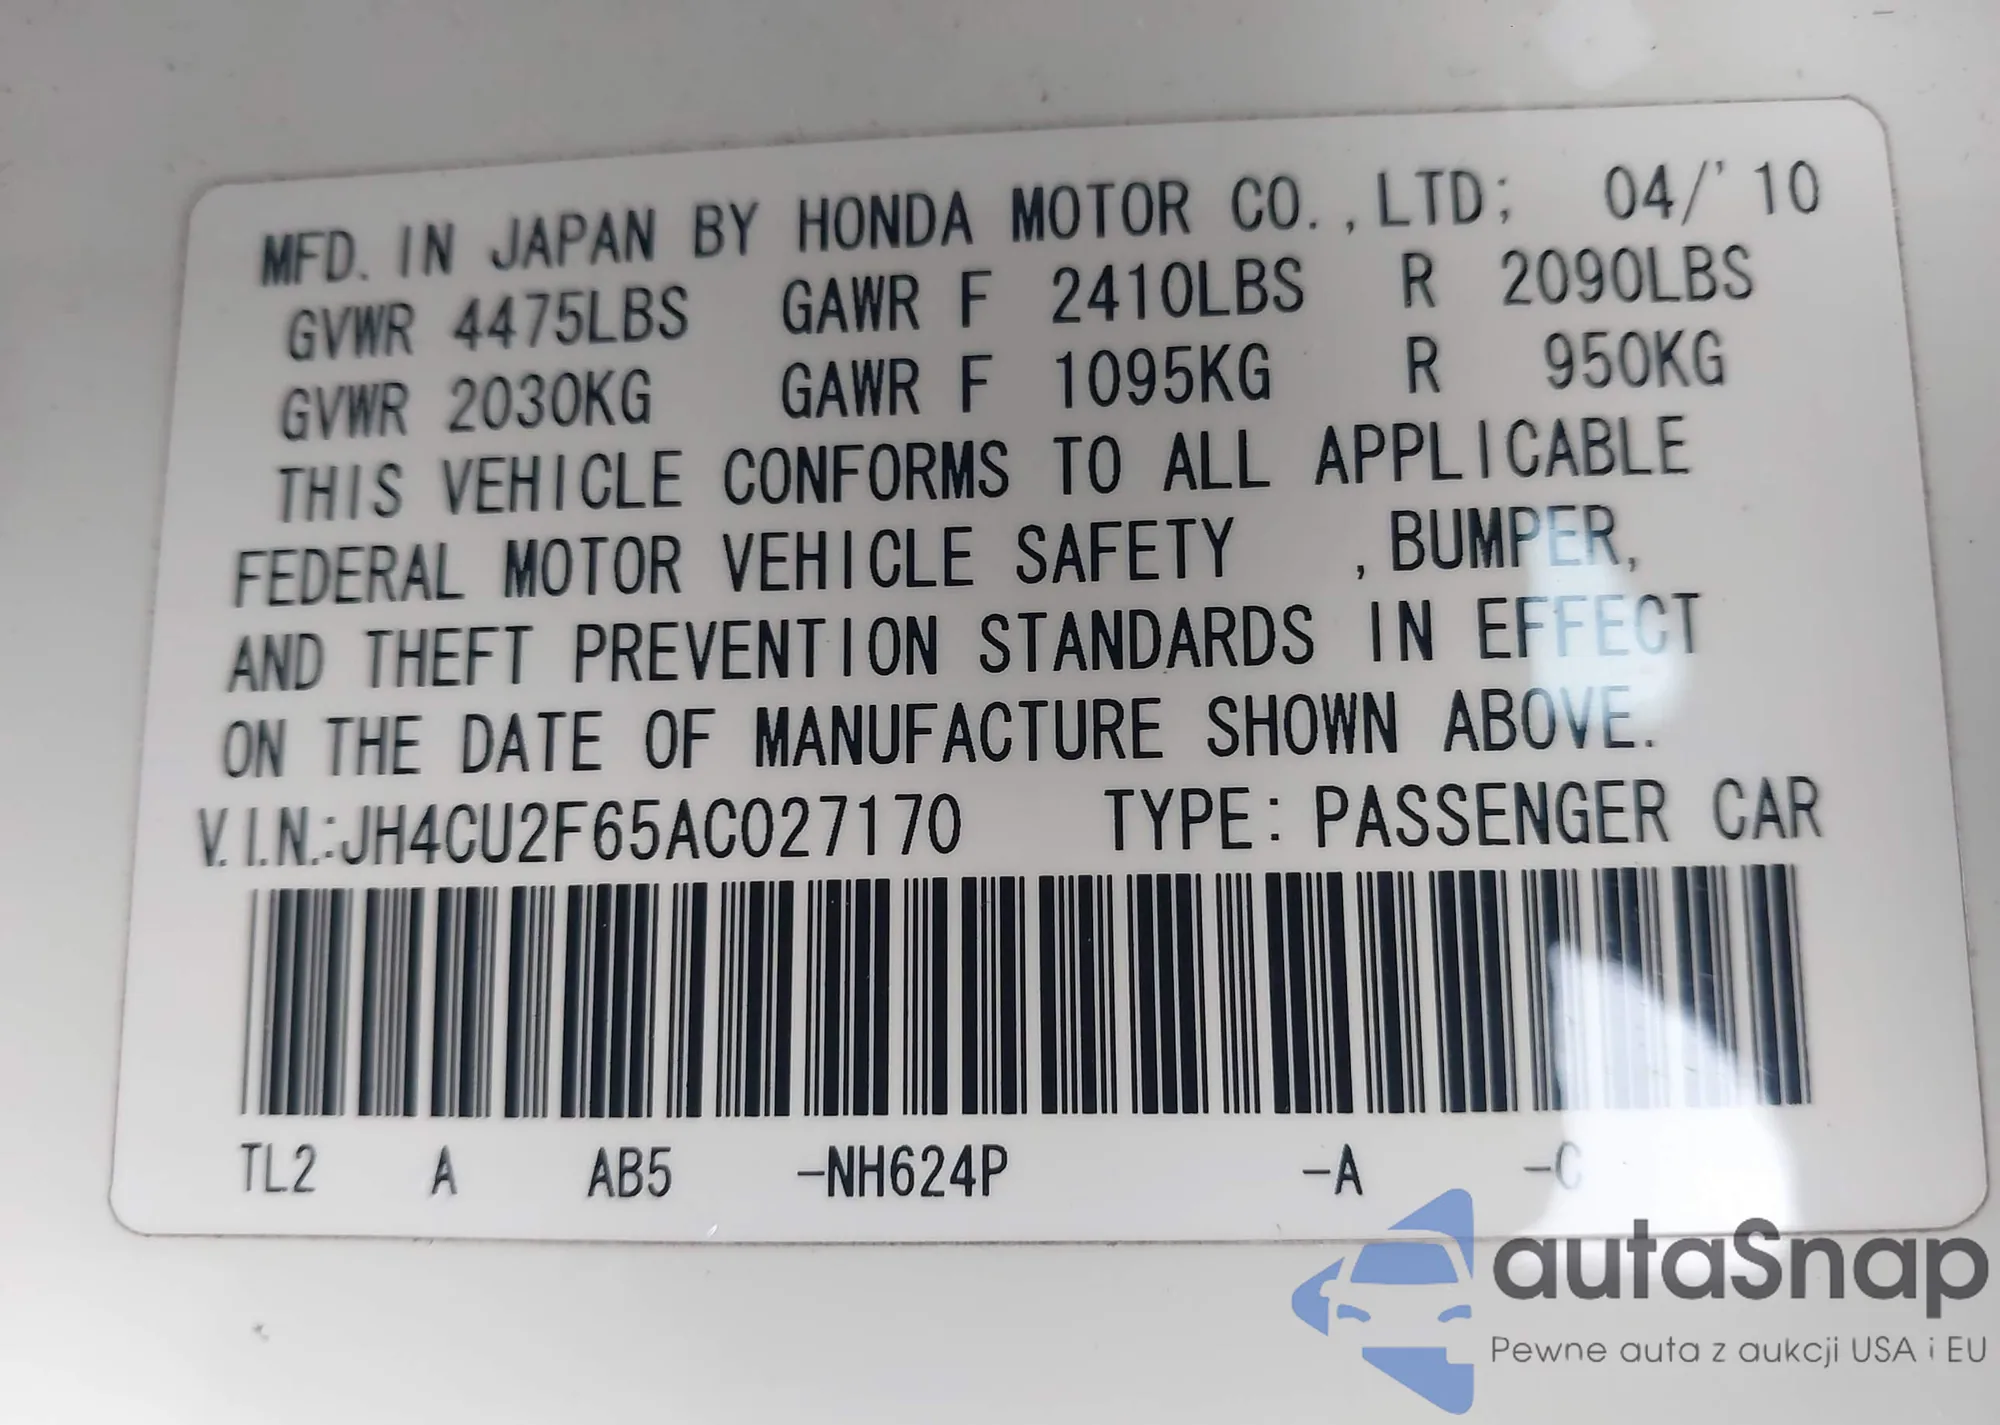 MFD. IN JAPAN BY HONDA MOTOR CO.,LTD; 04/'10
GVWR 4475LBS GAWR F 2410LBS R 2090LBS
GVWR 2030KG GAWR F 1095KG R 950KG
THIS VEHICLE CONFORMS TO ALL APPLICABLE
FEDERAL MOTOR VEHICLE SAFETY ,BUMPER,
AND THEFT PREVENTION STANDARDS IN EFFECT
ON THE DATE OF MANUFACTURE SHOWN ABOVE.
V.I.N.:JH4CU2F65AC027170 TYPE: PASSENGER CAR
TL2 A AB5 -NH624P -A -C
autaSnap
Pewne auta z aukcji USA i EU